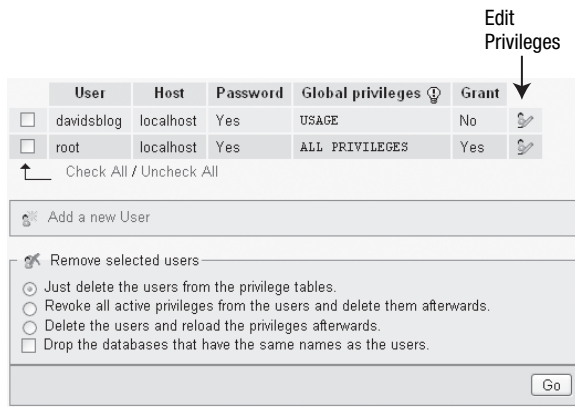 Edit
Privileges
User Host Password Global privileges Grant
davidsblog localhost Yes USAGE No
root localhost Yes ALL PRIVILEGES Yes
Check All / Uncheck All
Add a new User
Remove selected users
Just delete the users from the privilege tables.
Revoke all active privileges from the users and delete them afterwards.
Delete the users and reload the privileges afterwards.
Drop the databases that have the same names as the users.
Go